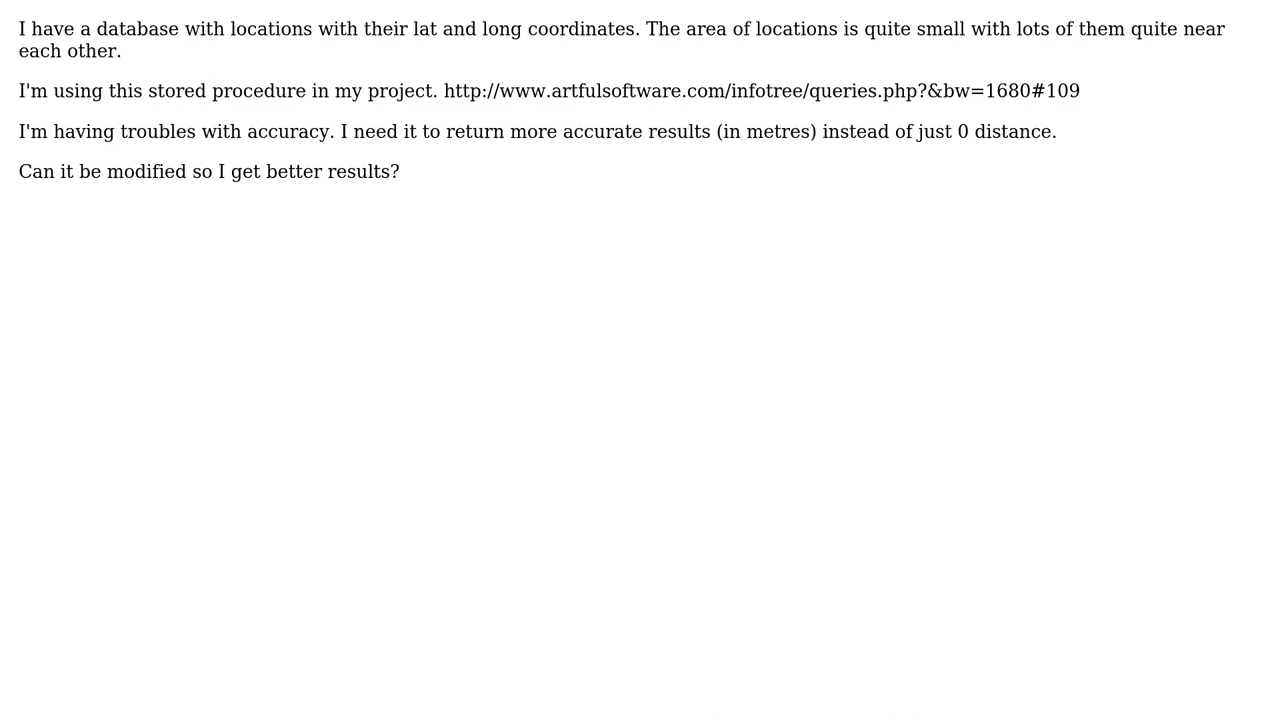 I have a database with locations with their lat and long coordinates. The area of locations is quite small with lots of them quite near
each other.
I'm using this stored procedure in my project. http://www.artfulsoftware.com/infotree/queries.php?&bw=1680#109
I'm having troubles with accuracy. I need it to return more accurate results (in metres) instead of just 0 distance.
Can it be modified so I get better results?